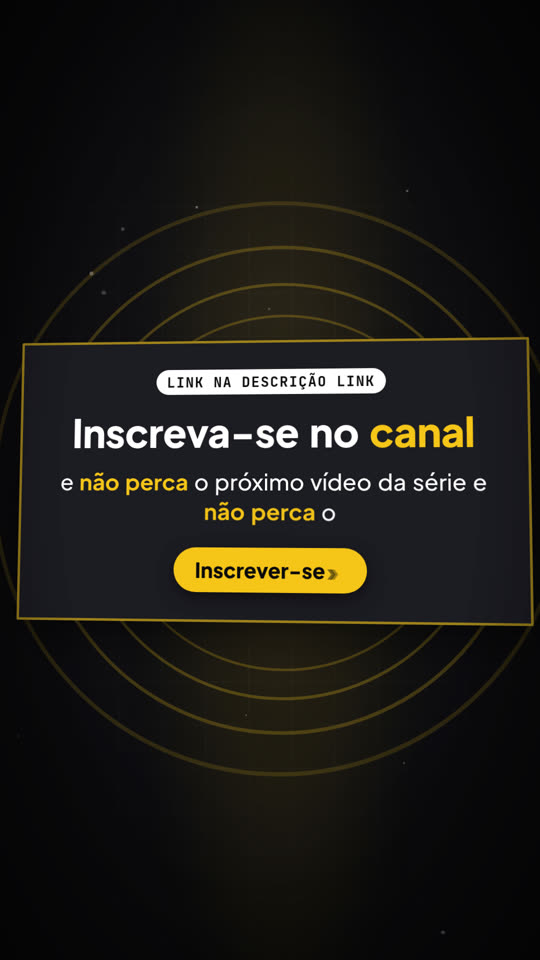 LINK NA DESCRIÇÃO LINK
Inscreva-se no canal
e não perca o próximo vídeo da série e
não perca o
Inscrever-se